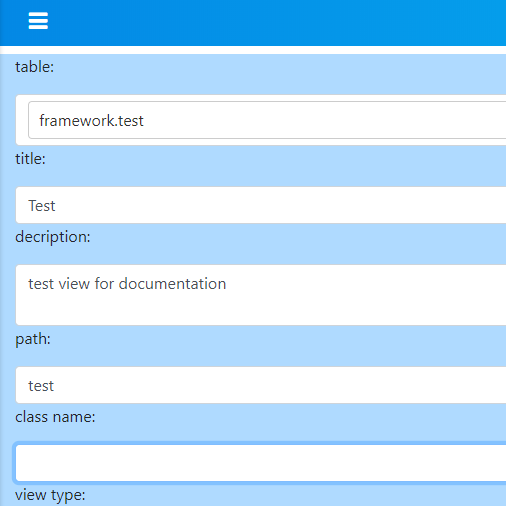 table:
framework.test
title:
Test
decription:
test view for documentation
path:
test
class name:
view type: